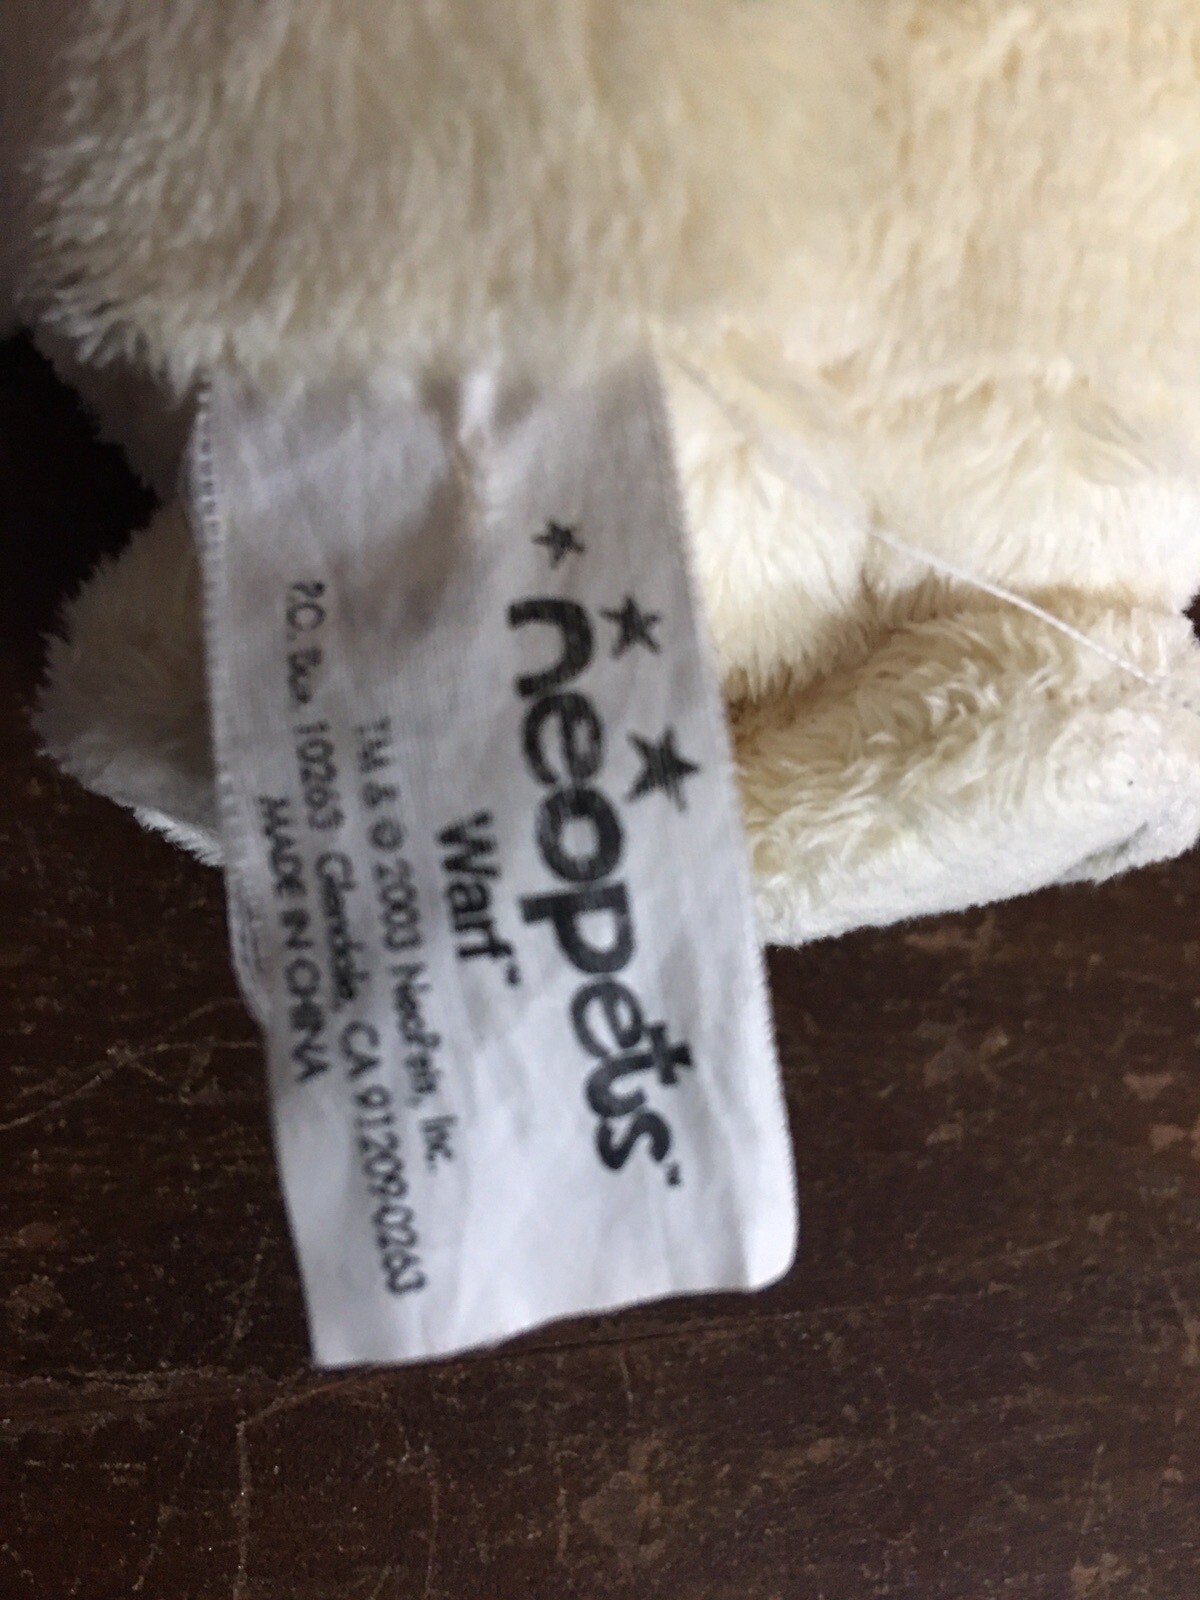 neopets™
Warf™
TM & © 2003 NeoPets, Inc.
P.O. Box 10263 Glendale, CA 91209-0263
MADE IN CHINA